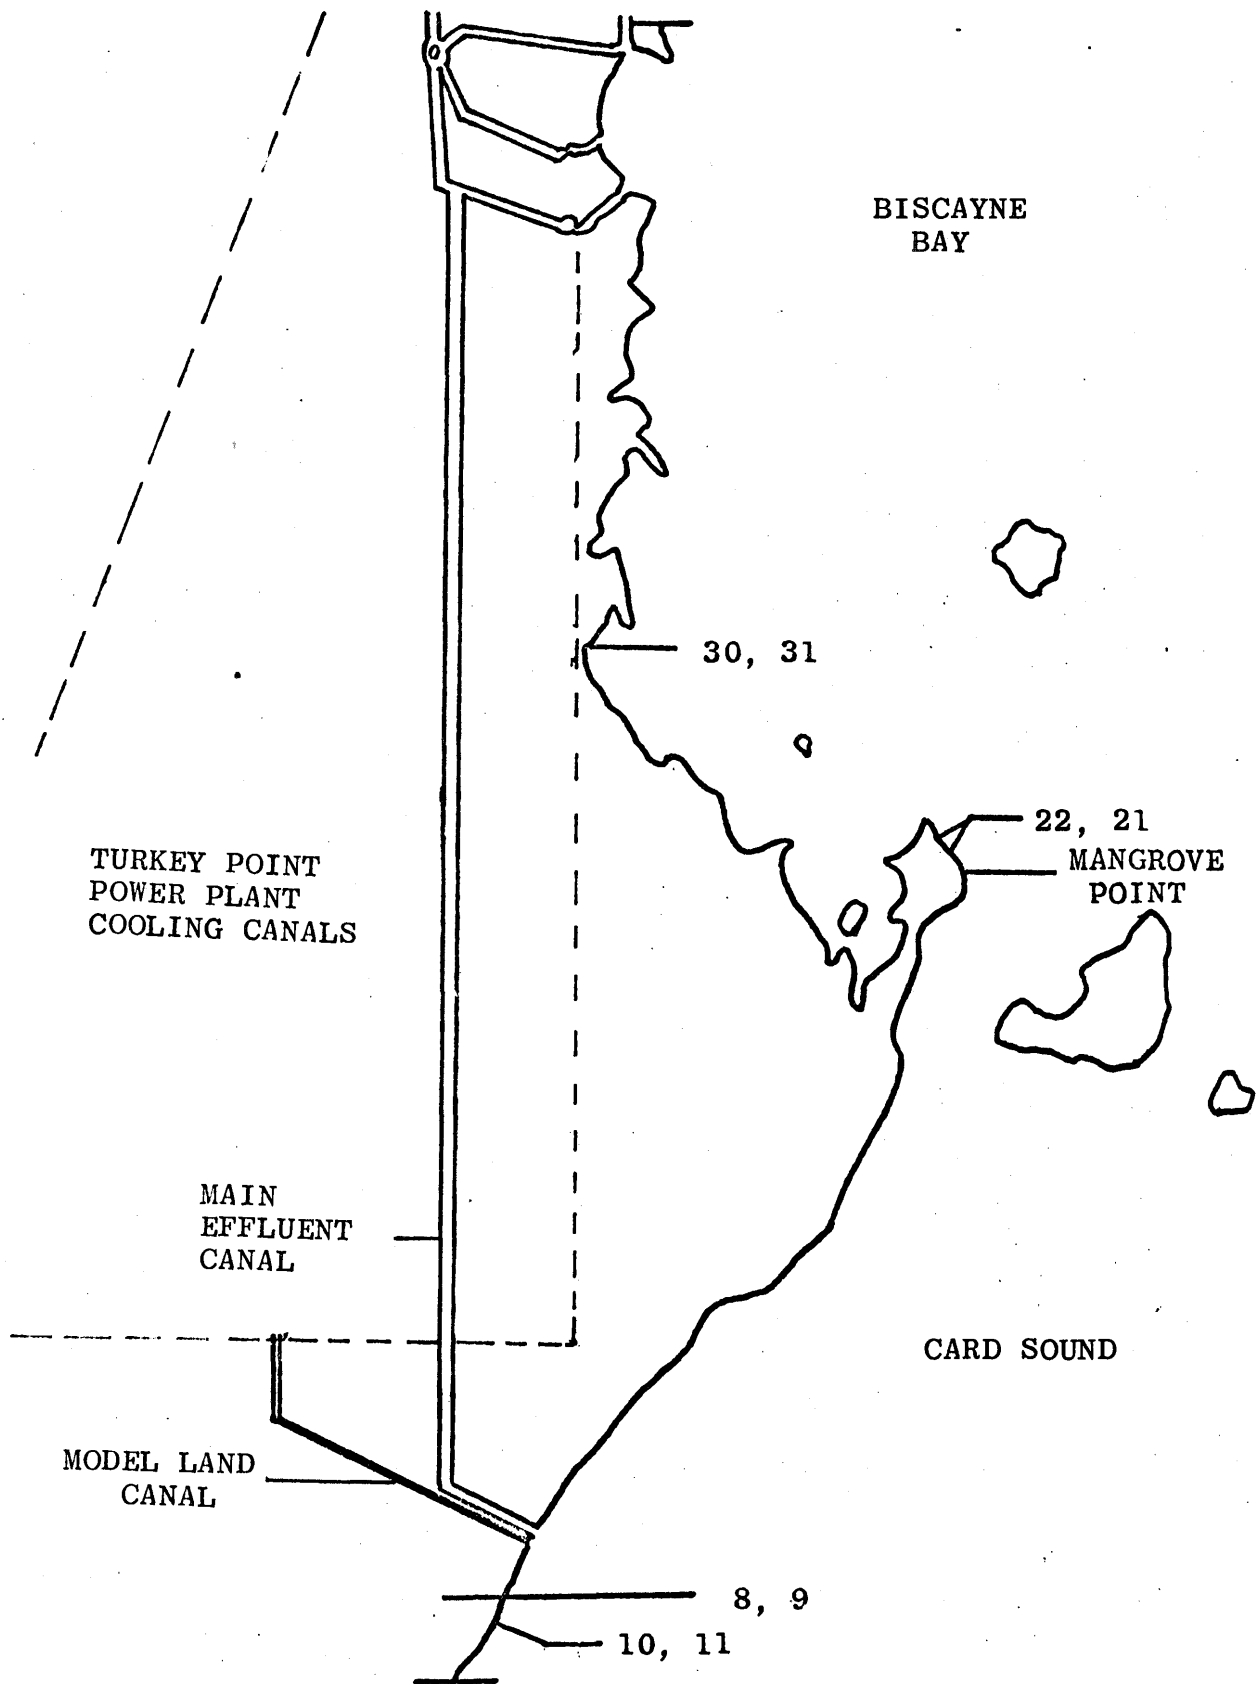 BISCAYNE
BAY
30, 31
22, 21
MANGROVE
POINT
TURKEY POINT
POWER PLANT
COOLING CANALS
MAIN
EFFLUENT
CANAL
CARD SOUND
MODEL LAND
CANAL
8, 9
10, 11